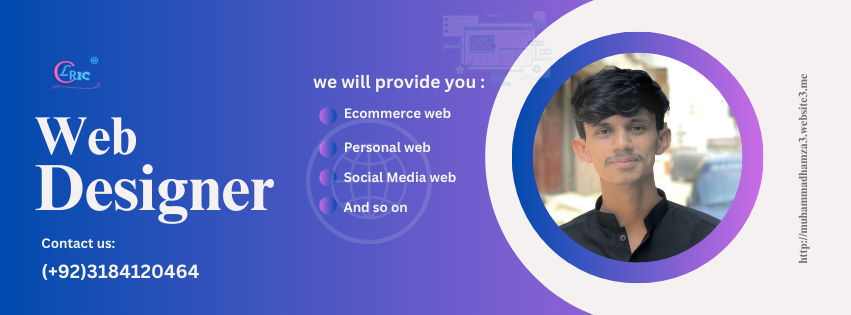 CLRIC
Web
Designer
Contact us:
(+92)3184120464
we will provide you :
Ecommerce web
Personal web
Social Media web
And so on
http://muhammadhamza3.website3.me